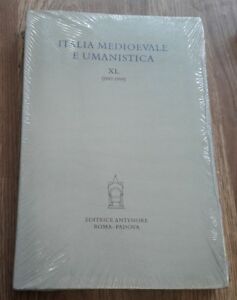 ITALIA MEDIOEVALE
E UMANISTICA
XL
EDITRICE ANTENORE
ROMA-PADOVA